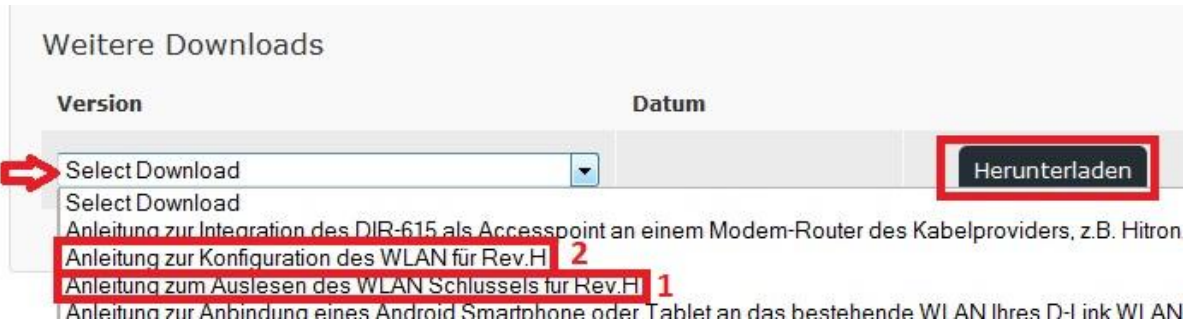 Weitere Downloads
Version Datum
Select Download Herunterladen
Select Download
Anleitung zur Integration des DIR-615 als Accesspoint an einem Modem-Router des Kabelproviders, z.B. Hitron
Anleitung zur Konfiguration des WLAN für Rev.H 2
Anleitung zum Auslesen des WLAN Schlüssels für Rev.H 1
Anleitung zur Anbindung eines Android Smartphone oder Tablet an das bestehende WLAN Ihres D-Link WLAN